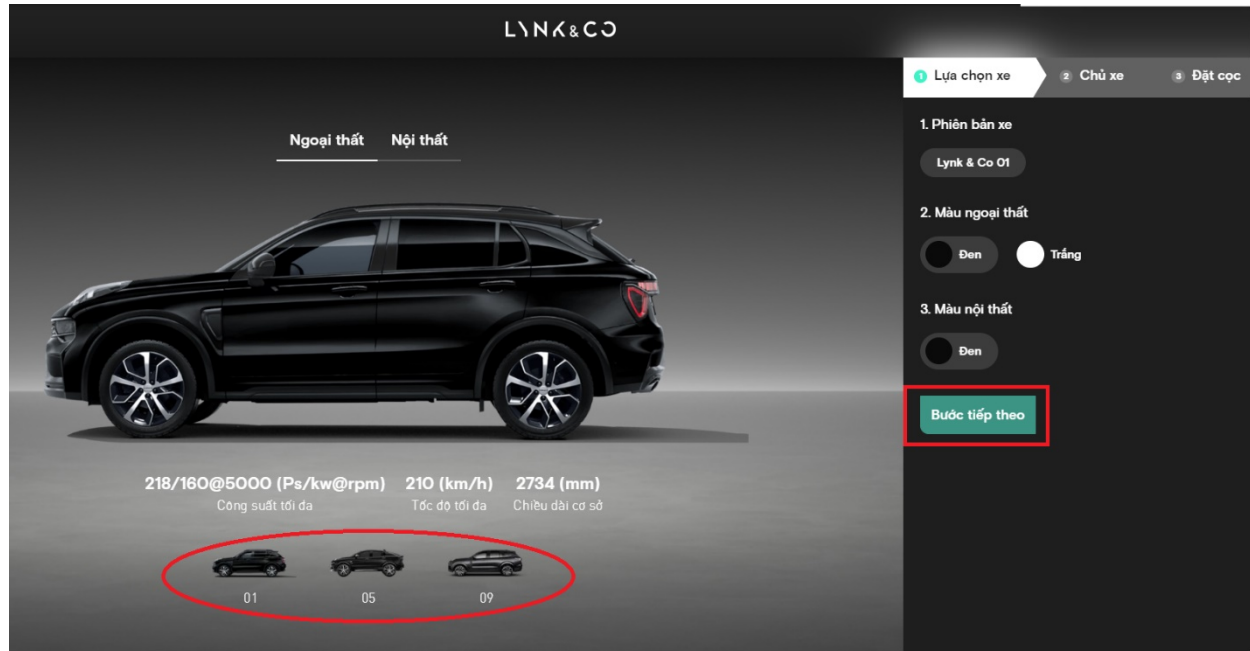 LYNK&CO
1 Lựa chọn xe 2 Chủ xe 3 Đặt cọc
Ngoại thất Nội thất
1. Phiên bản xe
Lynk & Co 01
2. Màu ngoại thất
Đen Trắng
3. Màu nội thất
Đen
Bước tiếp theo
218/160@5000 (Ps/kw@rpm) 210 (km/h) 2734 (mm)
Công suất tối đa Tốc độ tối đa Chiều dài cơ sở
01 05 09